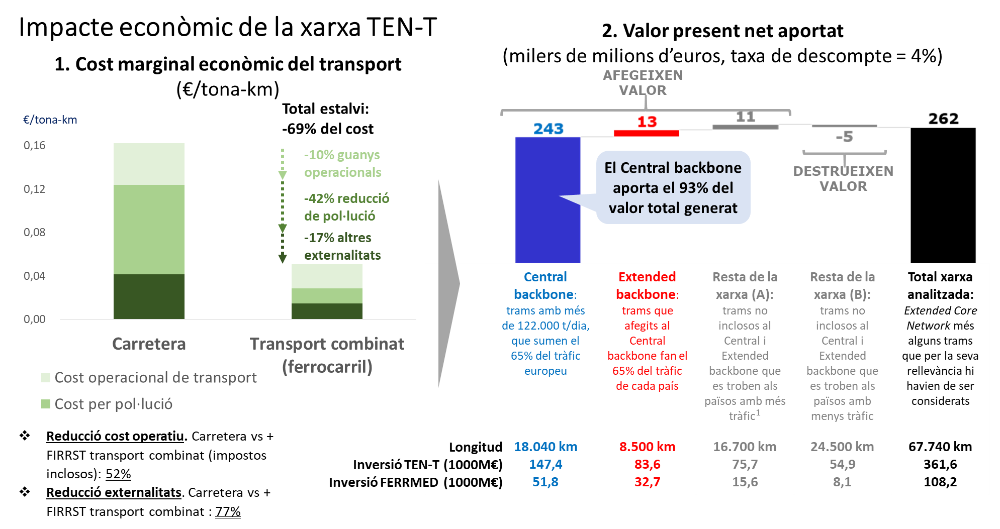 Impacte econòmic de la xarxa TEN-T
1. Cost marginal econòmic del transport
(€/tona-km)
€/tona-km
0,16
0,12
0,08
0,04
0,00
Total estalvi:
-69% del cost
-10% guanys
operacionals
-42% reducció
de pol·lució
-17% altres
externalitats
Carretera
Transport combinat
(ferrocarril)
Cost operacional de transport
Cost per pol·lució
❖ Reducció cost operatiu. Carretera vs +
FIRRST transport combinat (impostos
inclosos): 52%
❖ Reducció externalitats. Carretera vs +
FIRRST transport combinat : 77%
2. Valor present net aportat
(milers de milions d’euros, taxa de descompte = 4%)
AFEGEIXEN
VALOR
243
13
11
-5
262
DESTRUEIXEN
VALOR
El Central backbone
aporta el 93% del
valor total generat
Central
backbone:
trams amb més
de 122.000 t/dia,
que sumen el
65% del tràfic
europeu
Extended
backbone:
trams que
afegits al
Central
backbone fan el
65% del tràfic
de cada país
Resta de la
xarxa (A):
trams no
inclosos al
Central i
Extended
backbone que
es troben als
països amb més
tràfic¹
Resta de la
xarxa (B):
trams no
inclosos al
Central i
Extended
backbone que
es troben als
països amb
menys tràfic
Total xarxa
analitzada:
Extended Core
Network més
alguns trams
que per la seva
rellevància hi
havien de ser
considerats
Longitud 18.040 km 8.500 km 16.700 km 24.500 km 67.740 km
Inversió TEN-T (1000M€) 147,4 83,6 75,7 54,9 361,6
Inversió FERRMED (1000M€) 51,8 32,7 15,6 8,1 108,2